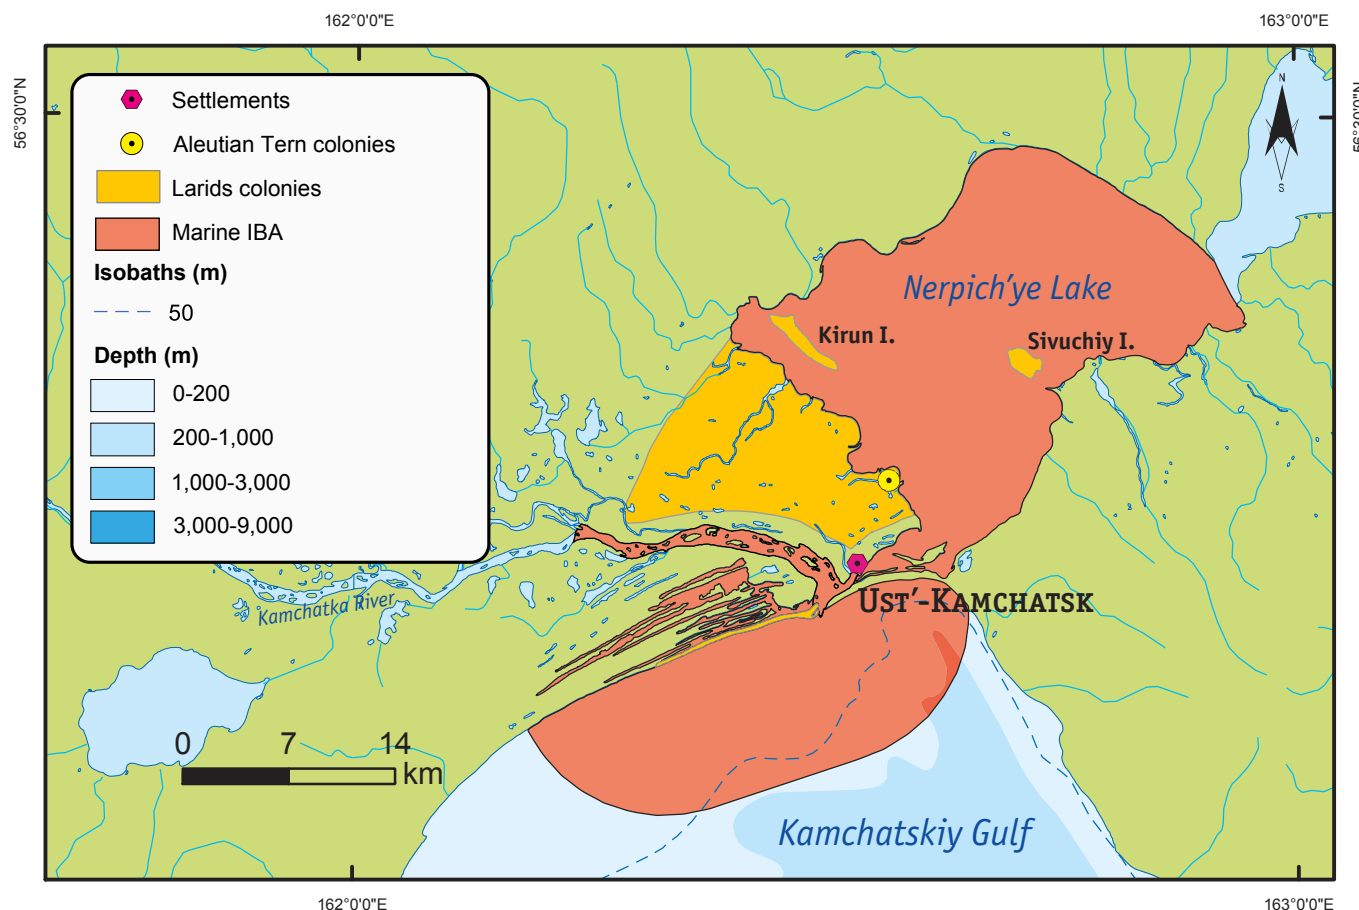 162°0'0"E
163°0'0"E
56°30'0"N
56°30'0"N
Settlements
Aleutian Tern colonies
Larids colonies
Marine IBA
Isobaths (m)
50
Depth (m)
0-200
200-1,000
1,000-3,000
3,000-9,000
N
S
Nerpich'ye Lake
Kirun I.
Sivuchiy I.
Kamchatka River
UST'-KAMCHATSK
0 7 14
km
Kamchatskiy Gulf
162°0'0"E
163°0'0"E